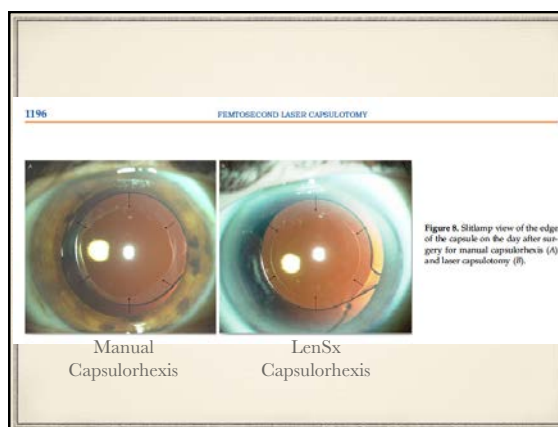 1196
FEMTOSECOND LASER CAPSULOTOMY
A
Figure 8. Slitlamp view of the edge
of the capsule on the day after sur-
gery for manual capsulorhexis (A)
and laser capsulotomy (B).
Manual
Capsulorhexis
LenSx
Capsulorhexis